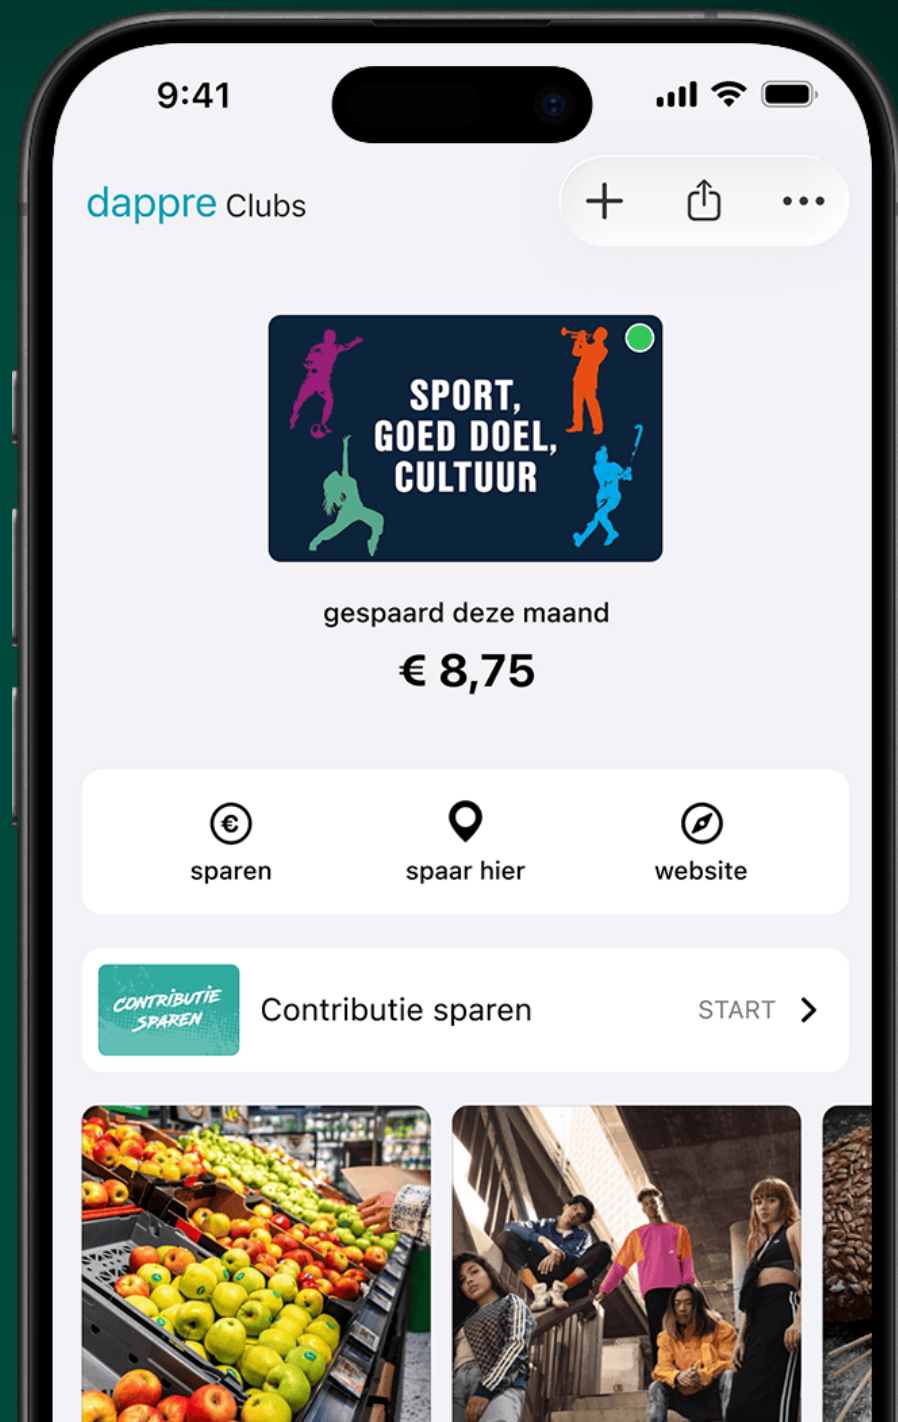 9:41
dappre Clubs
SPORT,
GOED DOEL,
CULTUUR
gespaard deze maand
€ 8,75
sparen
spaar hier
website
CONTRIBUTIE
SPAREN
Contributie sparen
START